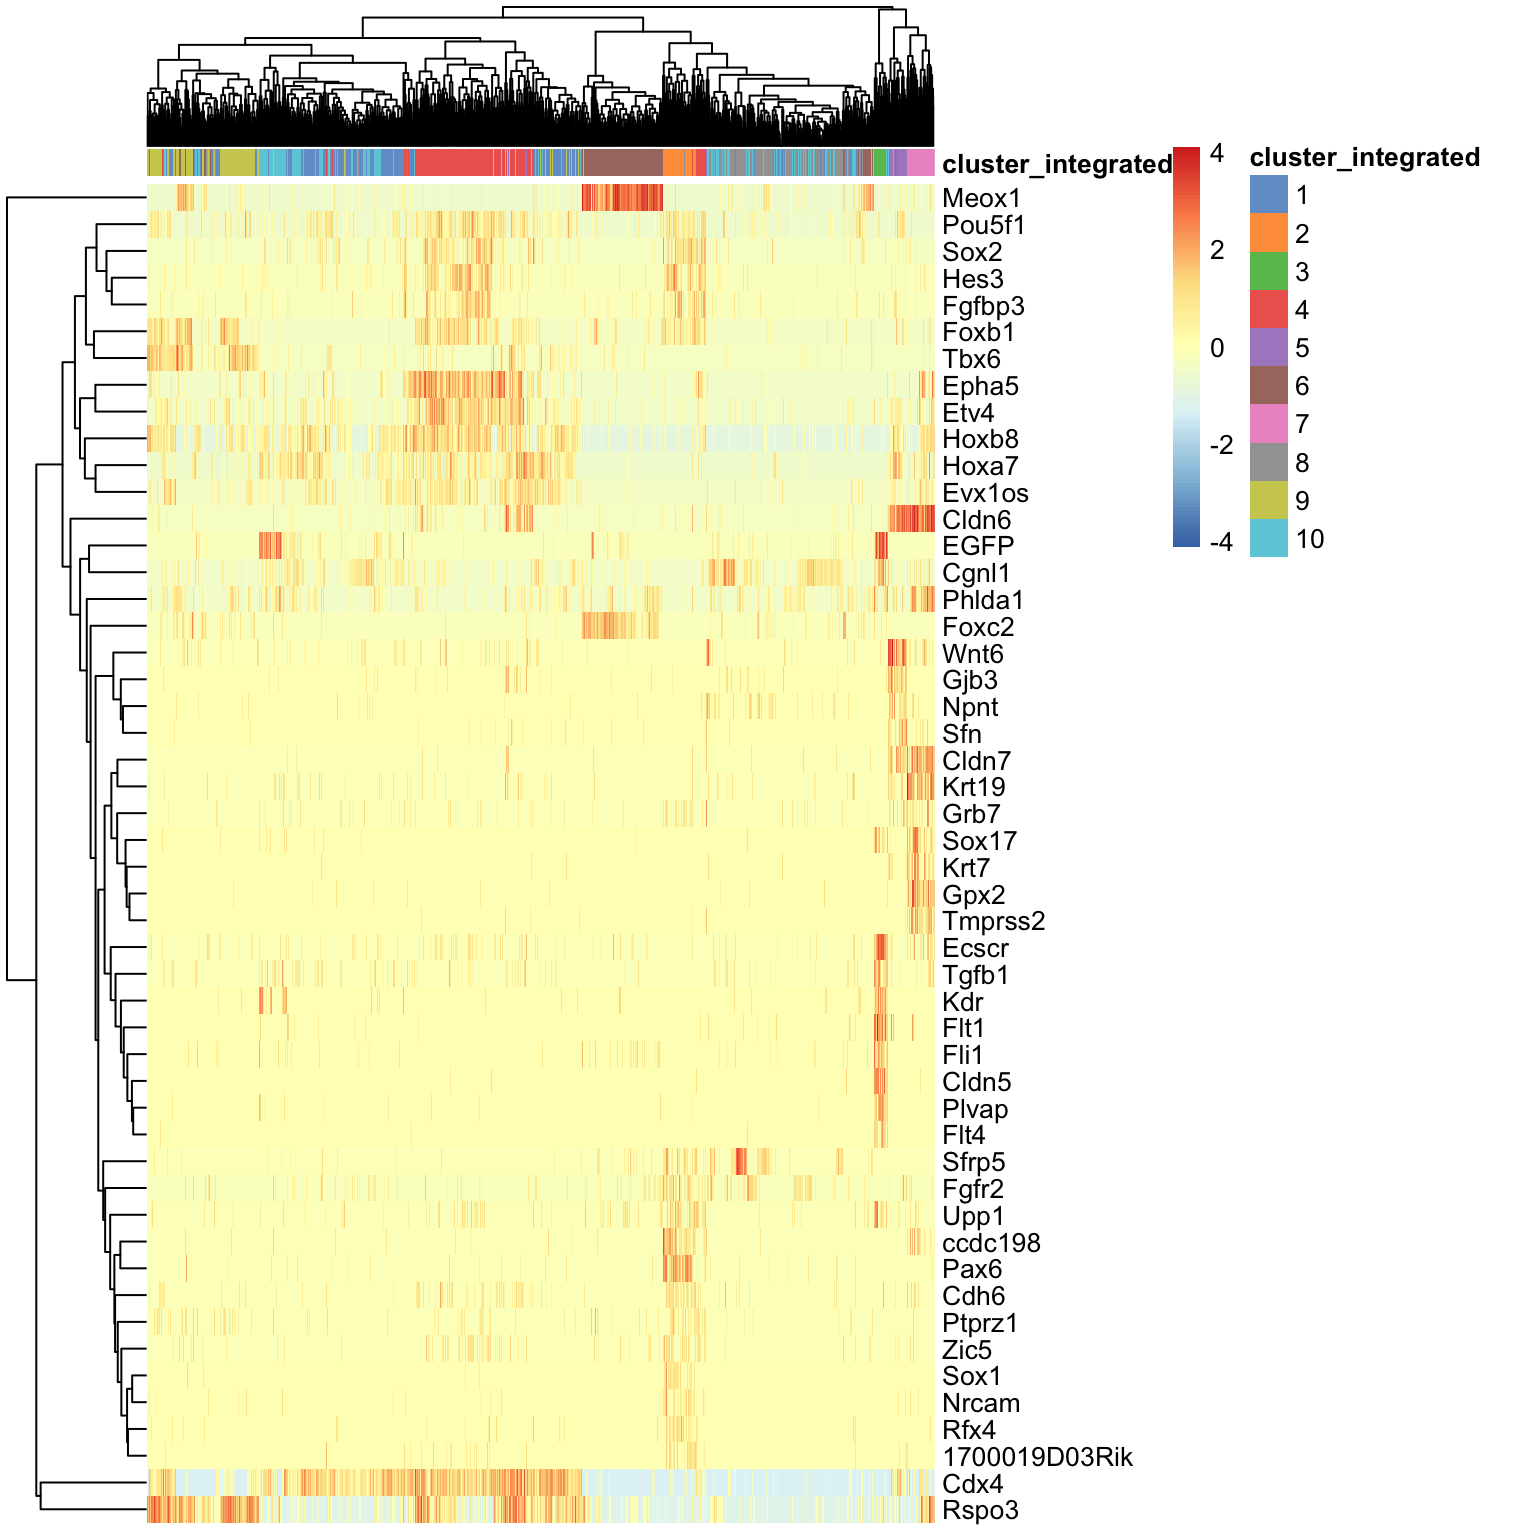 cluster_integrated
Meox1
Pou5f1
Sox2
Hes3
Fgfbp3
Foxb1
Tbx6
Epha5
Etv4
Hoxb8
Hoxa7
Evx1os
Cldn6
EGFP
Cgnl1
Phlda1
Foxc2
Wnt6
Gjb3
Npnt
Sfn
Cldn7
Krt19
Grb7
Sox17
Krt7
Gpx2
Tmprss2
Ecscr
Tgfb1
Kdr
Flt1
Fli1
Cldn5
Plvap
Flt4
Sfrp5
Fgfr2
Upp1
ccdc198
Pax6
Cdh6
Ptprz1
Zic5
Sox1
Nrcam
Rfx4
1700019D03Rik
Cdx4
Rspo3
4
2
0
-2
-4
cluster_integrated
1
2
3
4
5
6
7
8
9
10